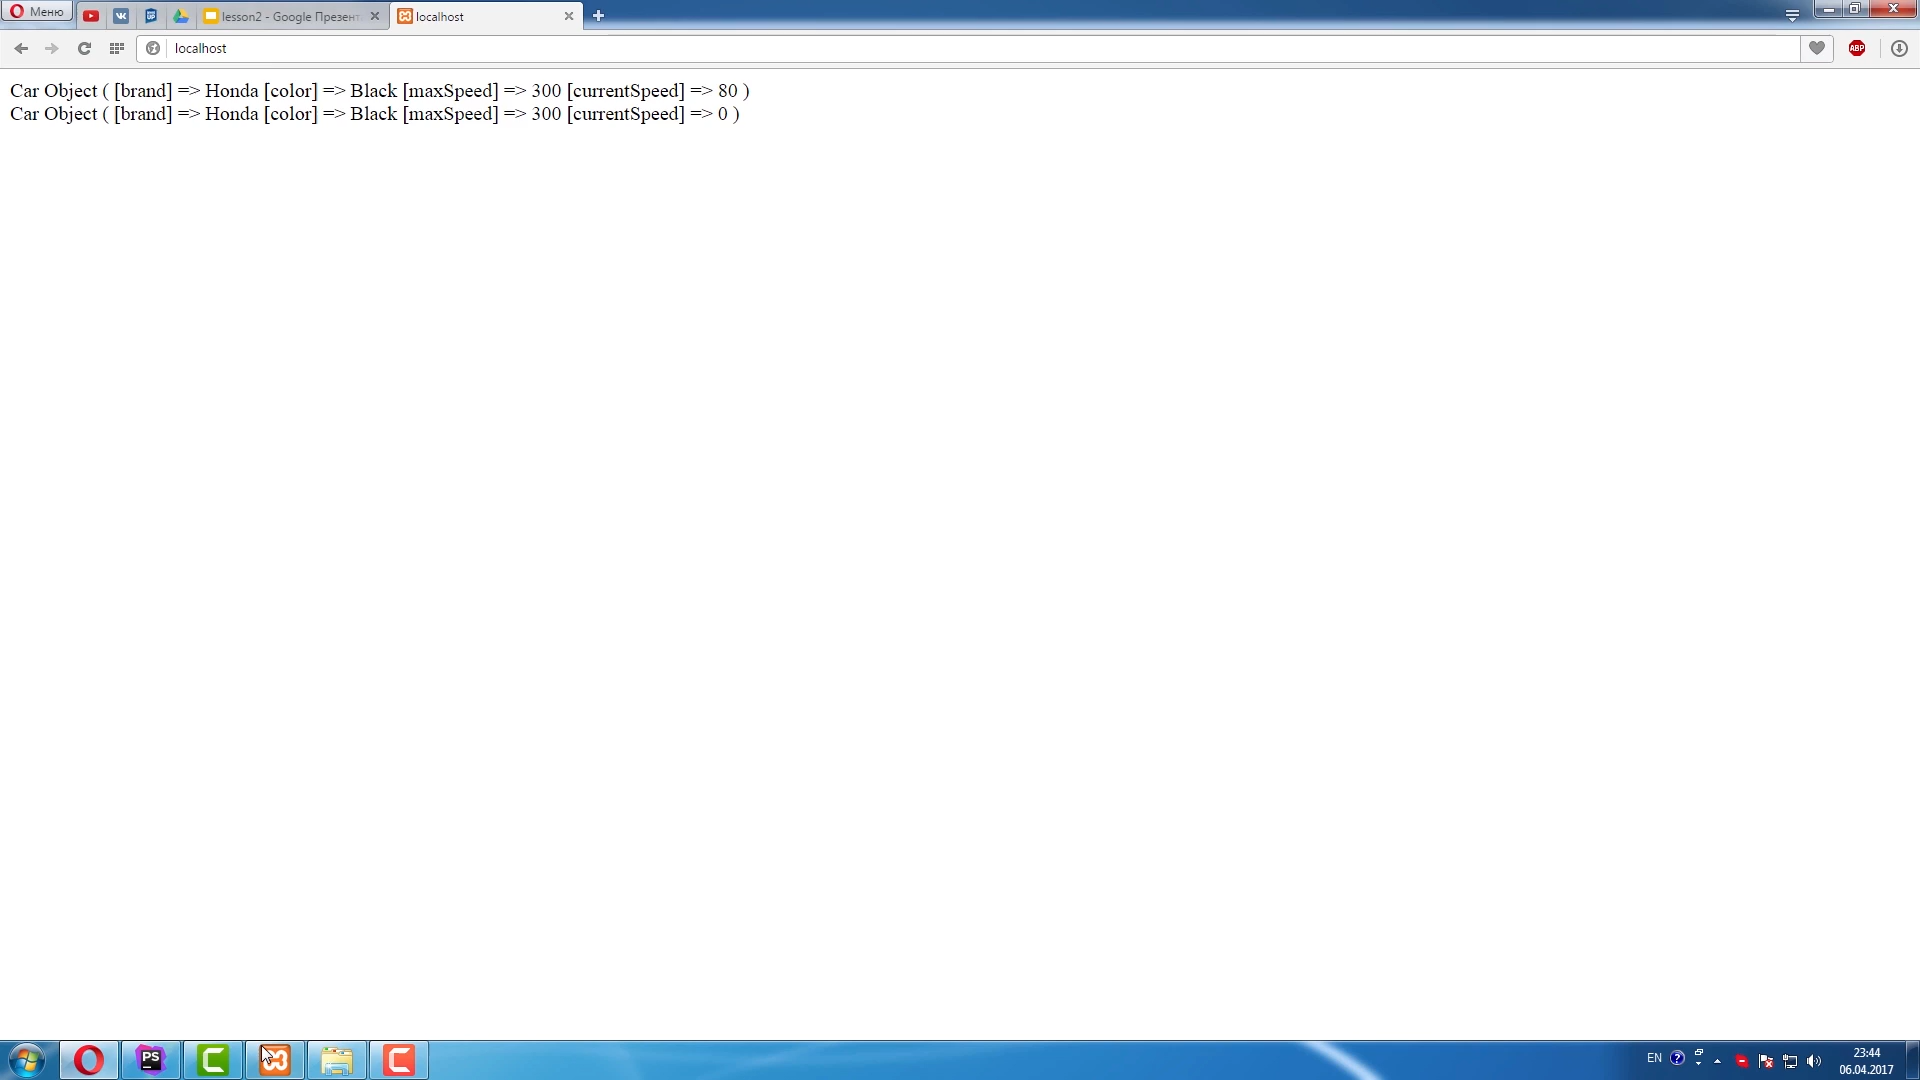 Меню
lesson2 - Google Презент
localhost
localhost
ABP
Car Object ( [brand] => Honda [color] => Black [maxSpeed] => 300 [currentSpeed] => 80 )
Car Object ( [brand] => Honda [color] => Black [maxSpeed] => 300 [currentSpeed] => 0 )
PS
EN
23:44
06.04.2017